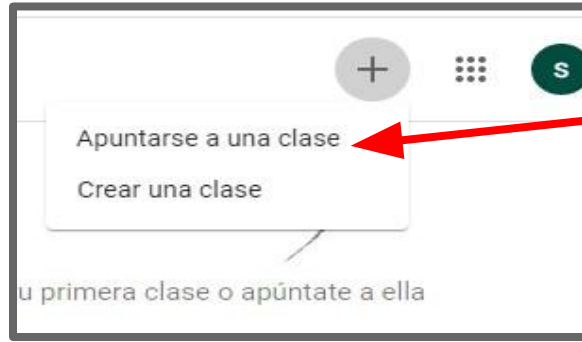 S
Apuntarse a una clase
Crear una clase
u primera clase o apúntate a ella